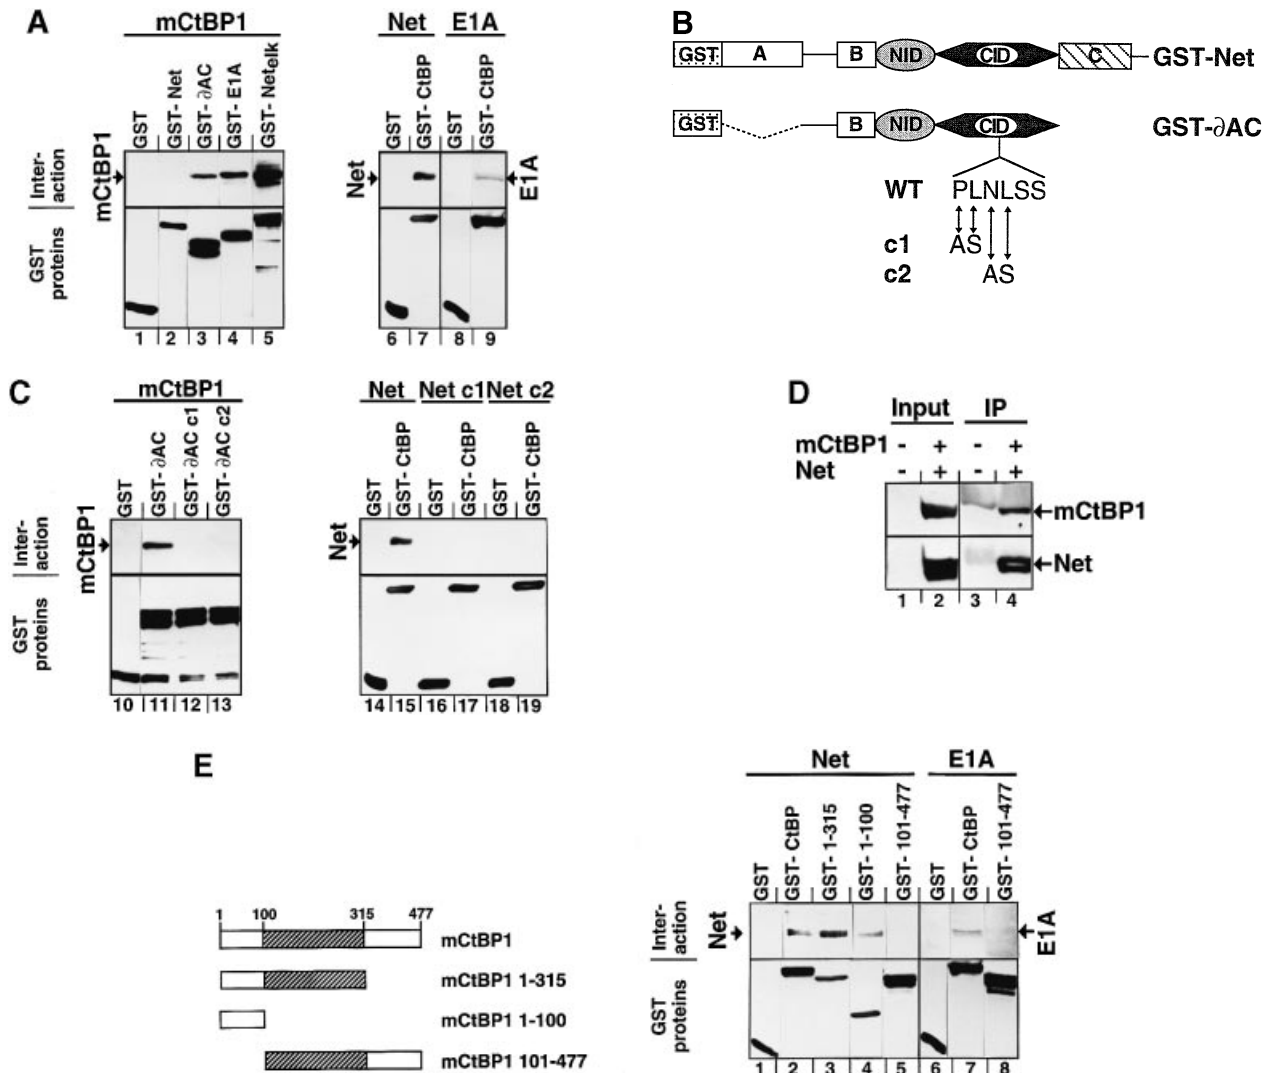 A
mCtBP1
GST
GST- Net
GST- ∂AC
GST- E1A
GST- Netelk
Net
E1A
GST
GST- CtBP
GST
GST- CtBP
Inter-
action
mCtBP1
Net
E1A
GST
proteins
1 2 3 4 5
6 7 8 9
B
GST A B NID CID C GST-Net
GST B NID CID GST-∂AC
WT PLNLSS
c1 AS
c2 AS
C
mCtBP1
GST
GST- ∂AC
GST- ∂AC c1
GST- ∂AC c2
Net Net c1 Net c2
GST
GST- CtBP
GST
GST- CtBP
GST
GST- CtBP
Inter-
action
mCtBP1
Net
GST
proteins
10 11 12 13
14 15 16 17 18 19
D
Input IP
mCtBP1 - + - +
Net - + - +
mCtBP1
Net
1 2 3 4
E
1 100 315 477
mCtBP1
mCtBP1 1-315
mCtBP1 1-100
mCtBP1 101-477
Net
E1A
GST
GST- CtBP
GST- 1-315
GST- 1-100
GST- 101-477
GST
GST- CtBP
GST- 101-477
Inter-
action
Net
E1A
GST
proteins
1 2 3 4 5 6 7 8